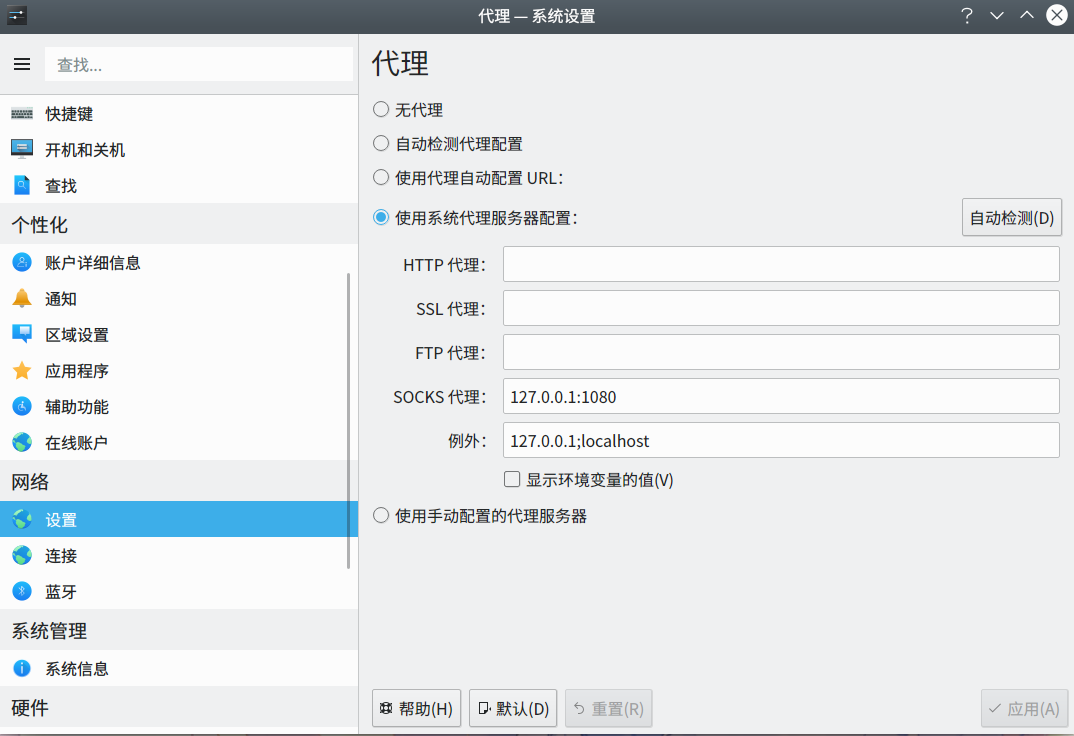 代理 — 系统设置
查找...
快捷键
开机和关机
查找
个性化
账户详细信息
通知
区域设置
应用程序
辅助功能
在线账户
网络
设置
连接
蓝牙
系统管理
系统信息
硬件
代理
无代理
自动检测代理配置
使用代理自动配置 URL：
使用系统代理服务器配置：
自动检测(D)
HTTP 代理：
SSL 代理：
FTP 代理：
SOCKS 代理： 127.0.0.1:1080
例外： 127.0.0.1;localhost
显示环境变量的值(V)
使用手动配置的代理服务器
帮助(H) 默认(D) 重置(R) 应用(A)